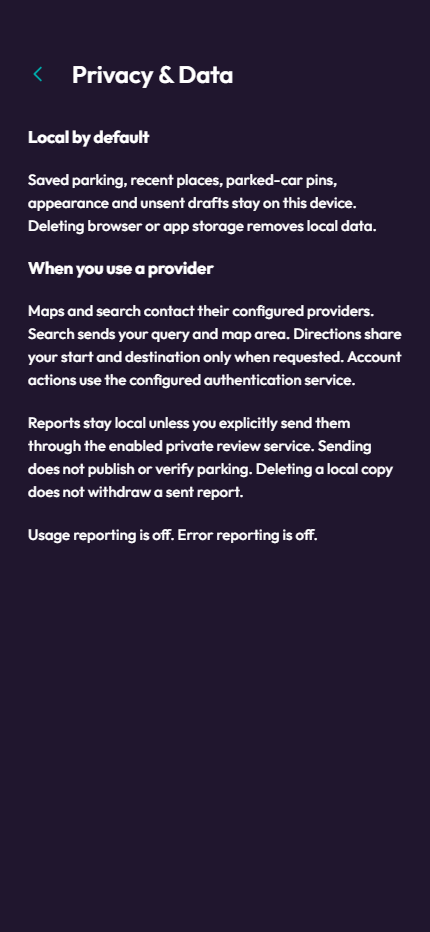 Privacy & Data
Local by default
Saved parking, recent places, parked-car pins,
appearance and unsent drafts stay on this device.
Deleting browser or app storage removes local data.
When you use a provider
Maps and search contact their configured providers.
Search sends your query and map area. Directions share
your start and destination only when requested. Account
actions use the configured authentication service.
Reports stay local unless you explicitly send them
through the enabled private review service. Sending
does not publish or verify parking. Deleting a local copy
does not withdraw a sent report.
Usage reporting is off. Error reporting is off.